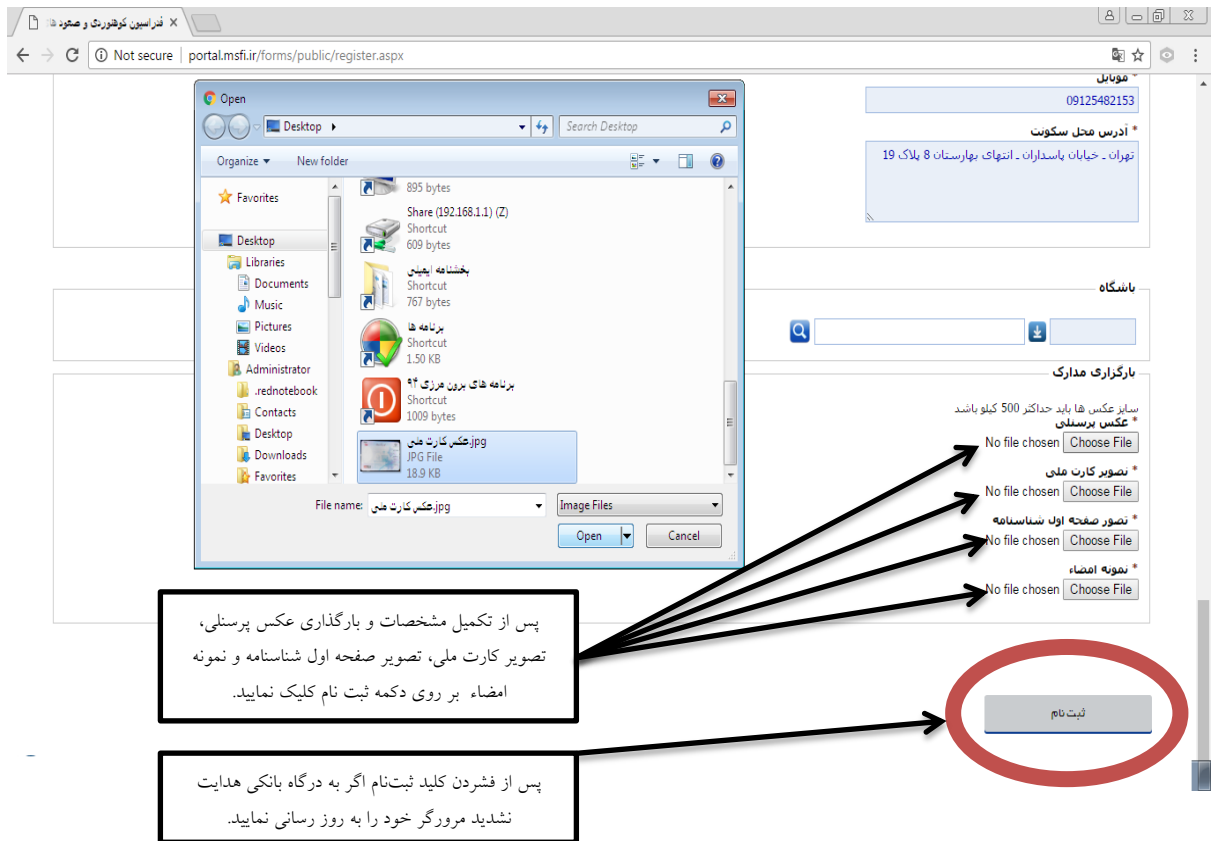 فدراسیون کوهنوردی و صعود ها
Not secure | portal.msfi.ir/forms/public/register.aspx
* موبایل
09125482153
* آدرس محل سکونت
تهران ـ خیابان پاسداران ـ انتهای بهارستان 8 پلاک 19
باشگاه
بارگزاری مدارک
سایز عکس ها باید حداکثر 500 کیلو باشد
* عکس پرسنلی
Choose File No file chosen
* تصویر کارت ملی
Choose File No file chosen
* تصور صفحه اول شناسنامه
Choose File No file chosen
* نمونه امضاء
Choose File No file chosen
ثبت نام
Open
Desktop
Search Desktop
Organize New folder
Favorites
Desktop
Libraries
Documents
Music
Pictures
Videos
Administrator
.rednotebook
Contacts
Desktop
Downloads
Favorites
895 bytes
Share (192.168.1.1) (Z)
Shortcut
609 bytes
بخشنامه ایمنی
Shortcut
767 bytes
برنامه ها
Shortcut
1.50 KB
برنامه های برون مرزی ۹۴
Shortcut
1009 bytes
عکس کارت ملی.jpg
JPG File
18.9 KB
File name: عکس کارت ملی.jpg
Image Files
Open Cancel
پس از تکمیل مشخصات و بارگذاری عکس پرسنلی،
تصویر کارت ملی، تصویر صفحه اول شناسنامه و نمونه
امضاء بر روی دکمه ثبت نام کلیک نمایید.
پس از فشردن کلید ثبت‌نام اگر به درگاه بانکی هدایت
نشدید مرورگر خود را به روز رسانی نمایید.